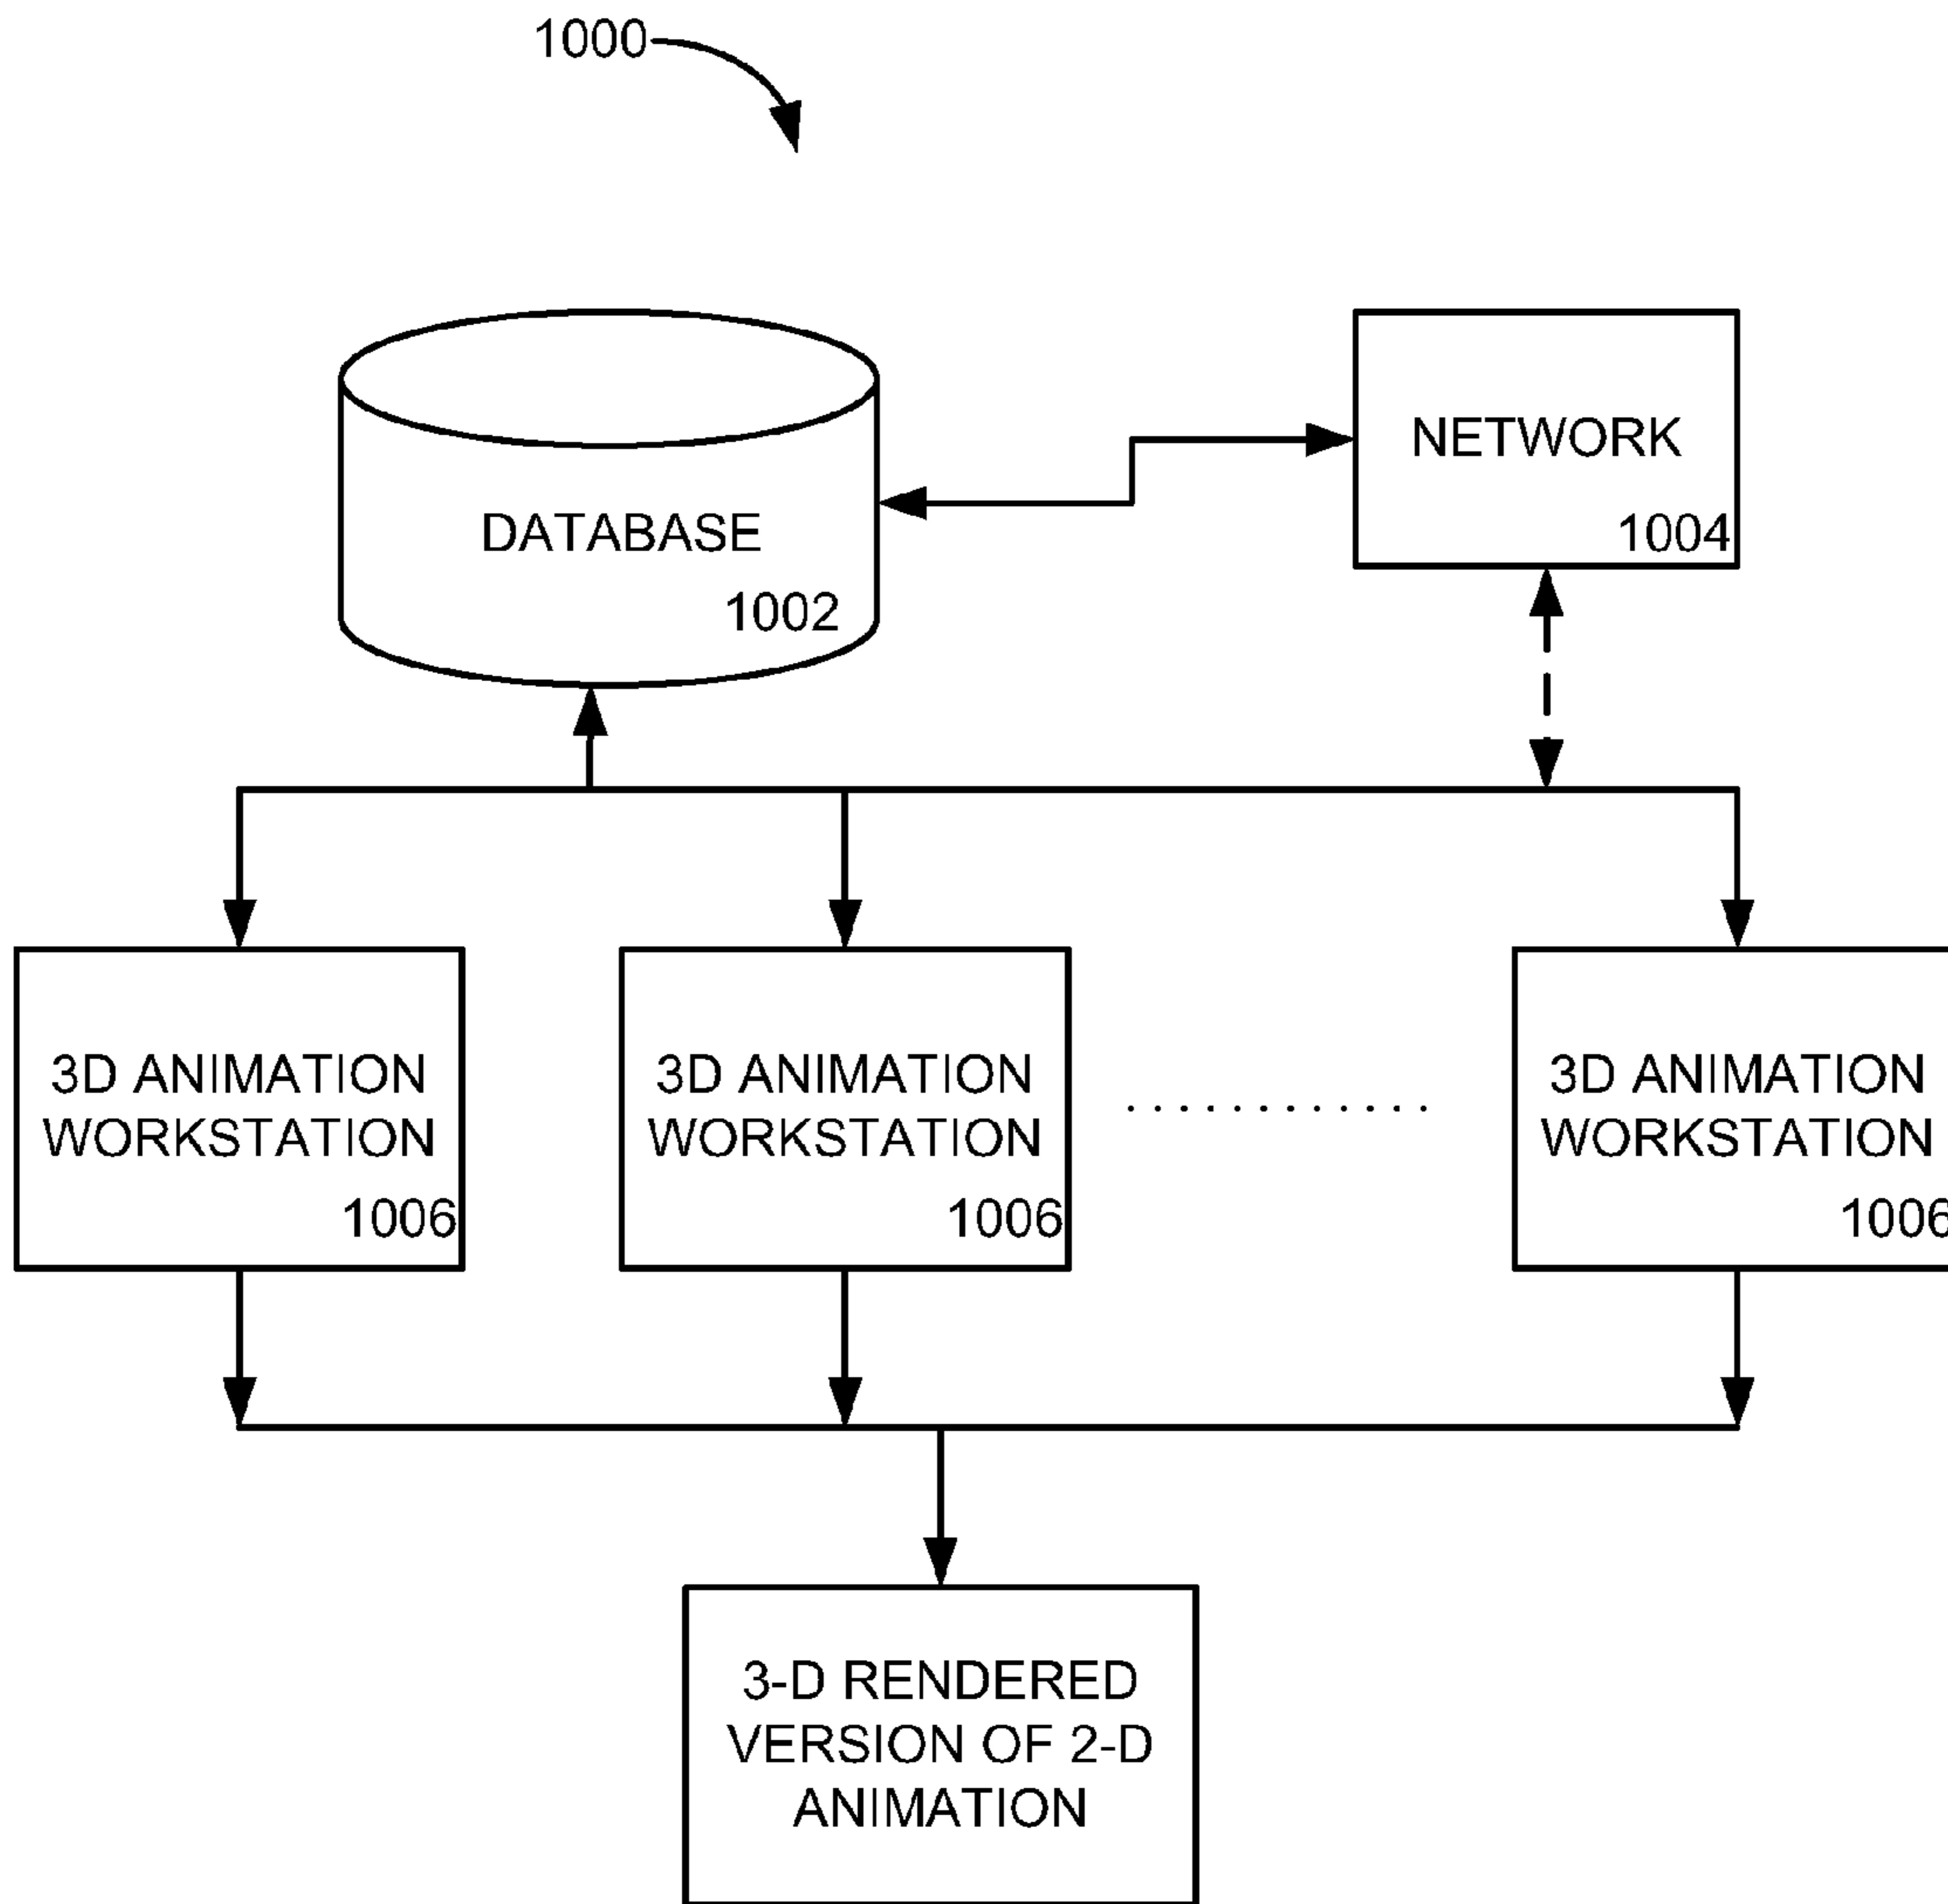 1000
NETWORK
1004
DATABASE
1002
3D ANIMATION
WORKSTATION
1006
3D ANIMATION
WORKSTATION
1006
3D ANIMATION
WORKSTATION
1006
3-D RENDERED
VERSION OF 2-D
ANIMATION